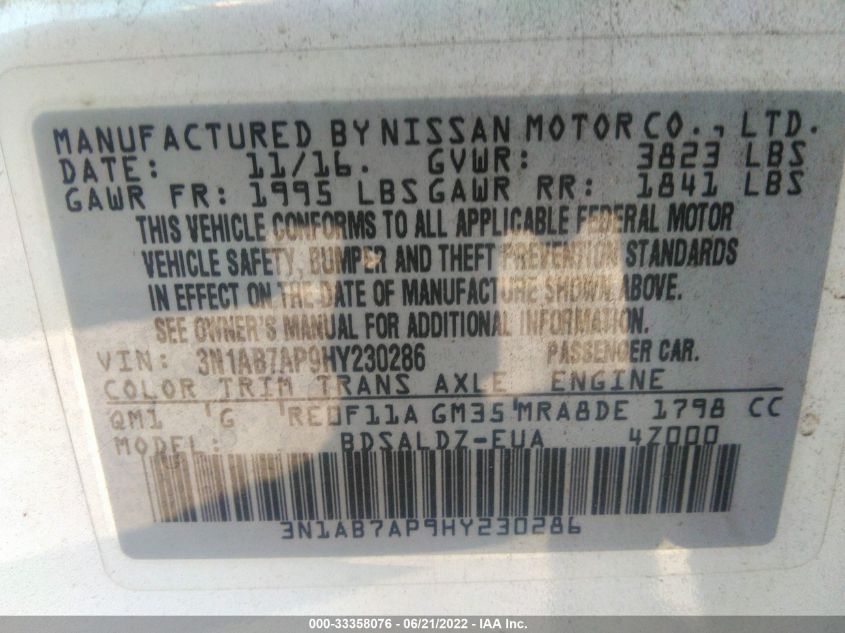 MANUFACTURED BY NISSAN MOTOR CO., LTD.
DATE: 11/16. GVWR: 3823 LBS
GAWR FR: 1995 LBS GAWR RR: 1841 LBS
THIS VEHICLE CONFORMS TO ALL APPLICABLE FEDERAL MOTOR
VEHICLE SAFETY, BUMPER AND THEFT PREVENTION STANDARDS
IN EFFECT ON THE DATE OF MANUFACTURE SHOWN ABOVE.
SEE OWNER'S MANUAL FOR ADDITIONAL INFORMATION.
VIN: 3N1AB7AP9HY230286 PASSENGER CAR.
COLOR TRIM TRANS AXLE ENGINE
QM1 'G RE0F11A GM35'MRA8DE 1798 CC
MODEL: BDSALDZ-EUA 4Z000
3N1AB7AP9HY230286
000-33358076 - 06/21/2022 - IAA Inc.